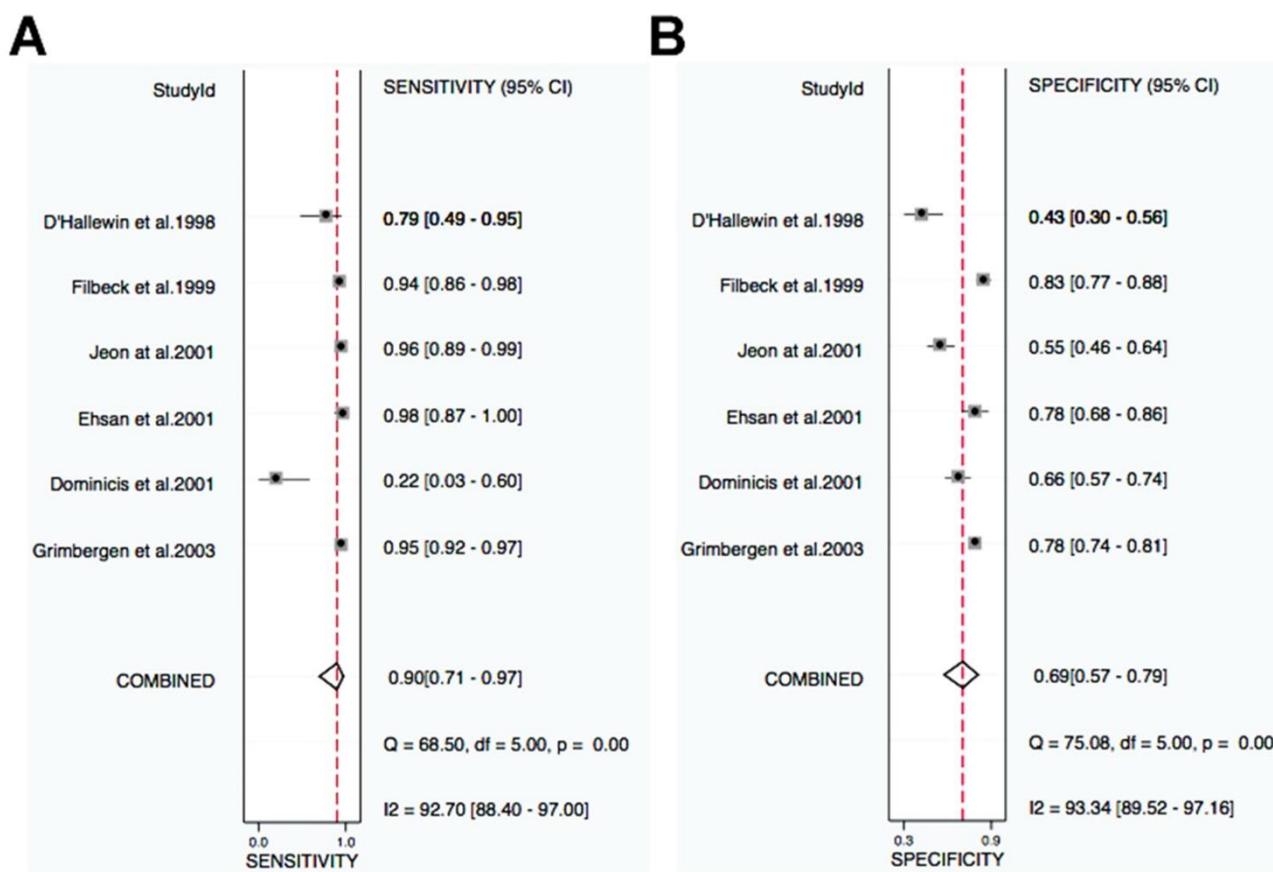 A
StudyId SENSITIVITY (95% CI)
D'Hallewin et al.1998 0.79 [0.49 - 0.95]
Filbeck et al.1999 0.94 [0.86 - 0.98]
Jeon at al.2001 0.96 [0.89 - 0.99]
Ehsan et al.2001 0.98 [0.87 - 1.00]
Dominicis et al.2001 0.22 [0.03 - 0.60]
Grimbergen et al.2003 0.95 [0.92 - 0.97]
COMBINED 0.90[0.71 - 0.97]
Q = 68.50, df = 5.00, p = 0.00
I2 = 92.70 [88.40 - 97.00]
0.0 1.0
SENSITIVITY
B
StudyId SPECIFICITY (95% CI)
D'Hallewin et al.1998 0.43 [0.30 - 0.56]
Filbeck et al.1999 0.83 [0.77 - 0.88]
Jeon at al.2001 0.55 [0.46 - 0.64]
Ehsan et al.2001 0.78 [0.68 - 0.86]
Dominicis et al.2001 0.66 [0.57 - 0.74]
Grimbergen et al.2003 0.78 [0.74 - 0.81]
COMBINED 0.69[0.57 - 0.79]
Q = 75.08, df = 5.00, p = 0.00
I2 = 93.34 [89.52 - 97.16]
0.3 0.9
SPECIFICITY